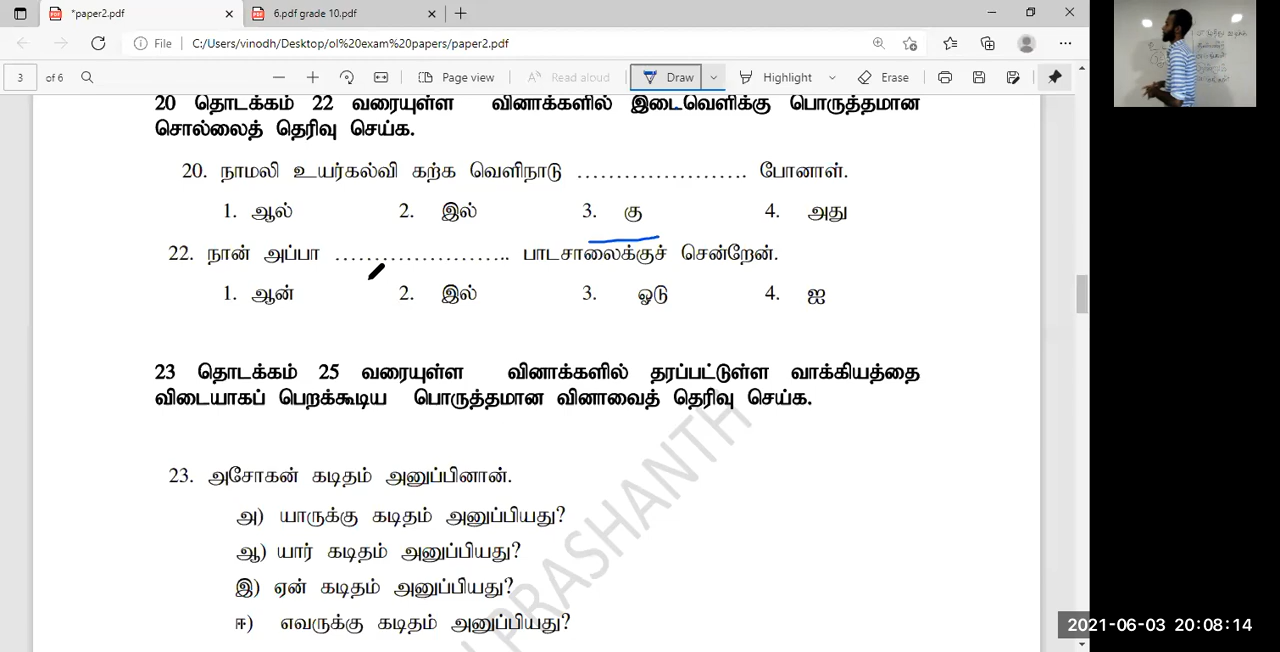 *paper2.pdf
6.pdf grade 10.pdf
File C:/Users/vinodh/Desktop/ol%20exam%20papers/paper2.pdf
3 of 6 Page view Read aloud Draw Highlight Erase
20 தொடக்கம் 22 வரையுள்ள வினாக்களில் இடைவெளிக்கு பொருத்தமான
சொல்லைத் தெரிவு செய்க.
20. நாமலி உயர்கல்வி கற்க வெளிநாடு ...................... போனாள்.
1. ஆல் 2. இல் 3. கு 4. அது
22. நான் அப்பா ....................... பாடசாலைக்குச் சென்றேன்.
1. ஆன் 2. இல் 3. ஓடு 4. ஐ
23 தொடக்கம் 25 வரையுள்ள வினாக்களில் தரப்பட்டுள்ள வாக்கியத்தை
விடையாகப் பெறக்கூடிய பொருத்தமான வினாவைத் தெரிவு செய்க.
23. அசோகன் கடிதம் அனுப்பினான்.
அ) யாருக்கு கடிதம் அனுப்பியது?
ஆ) யார் கடிதம் அனுப்பியது?
இ) ஏன் கடிதம் அனுப்பியது?
ஈ) எவருக்கு கடிதம் அனுப்பியது?
PRASHANTH
2021-06-03 20:08:14